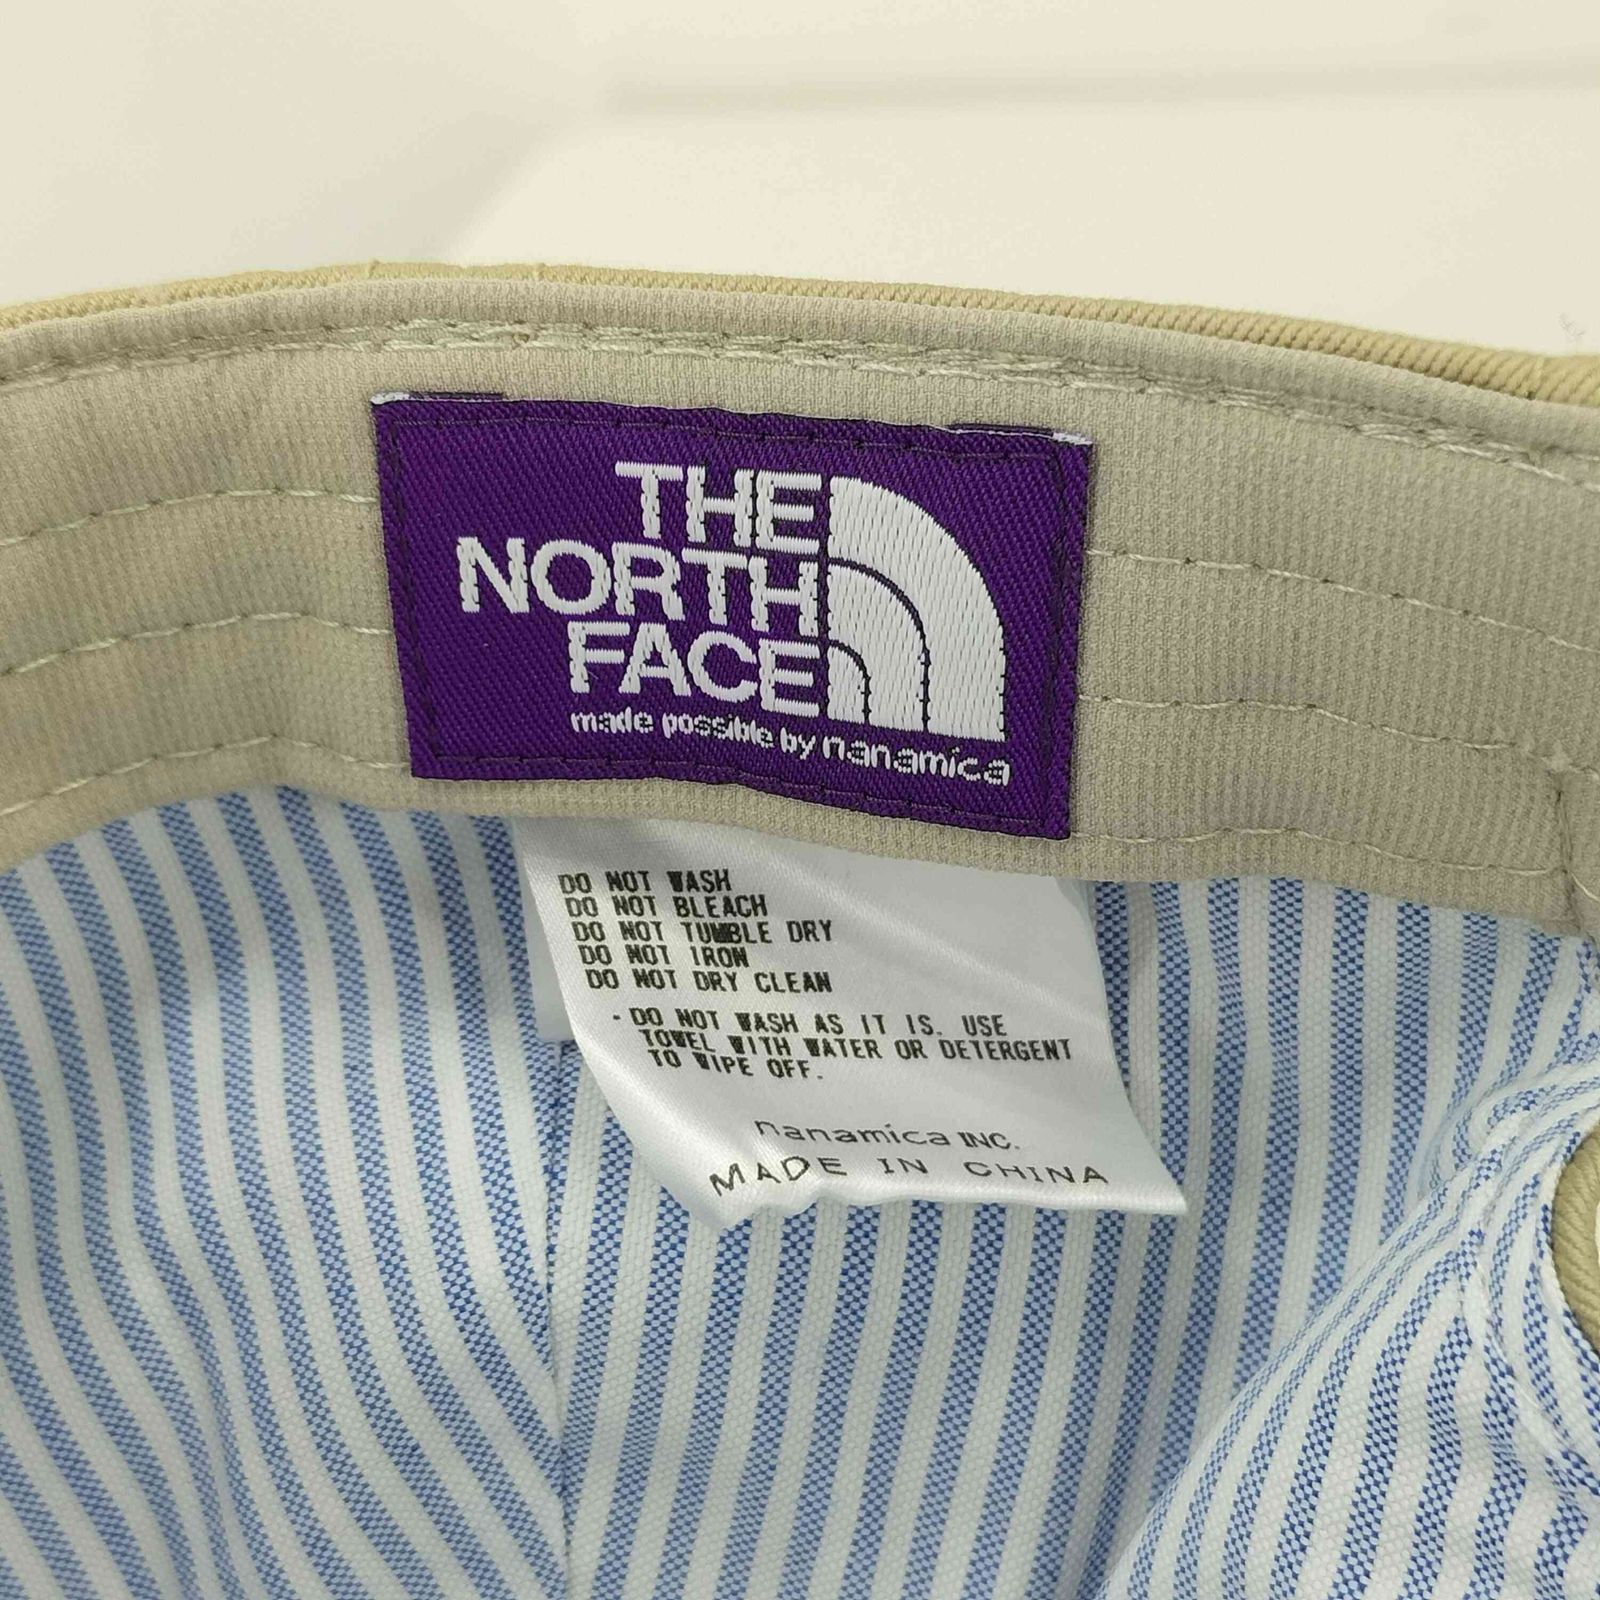 THE
NORTH
FACE
made possible by nanamica
DO NOT WASH
DO NOT BLEACH
DO NOT TUMBLE DRY
DO NOT IRON
DO NOT DRY CLEAN
・DO NOT WASH AS IT IS. USE
TOWEL WITH WATER OR DETERGENT
TO WIPE OFF.
nanamica INC.
MADE IN CHINA